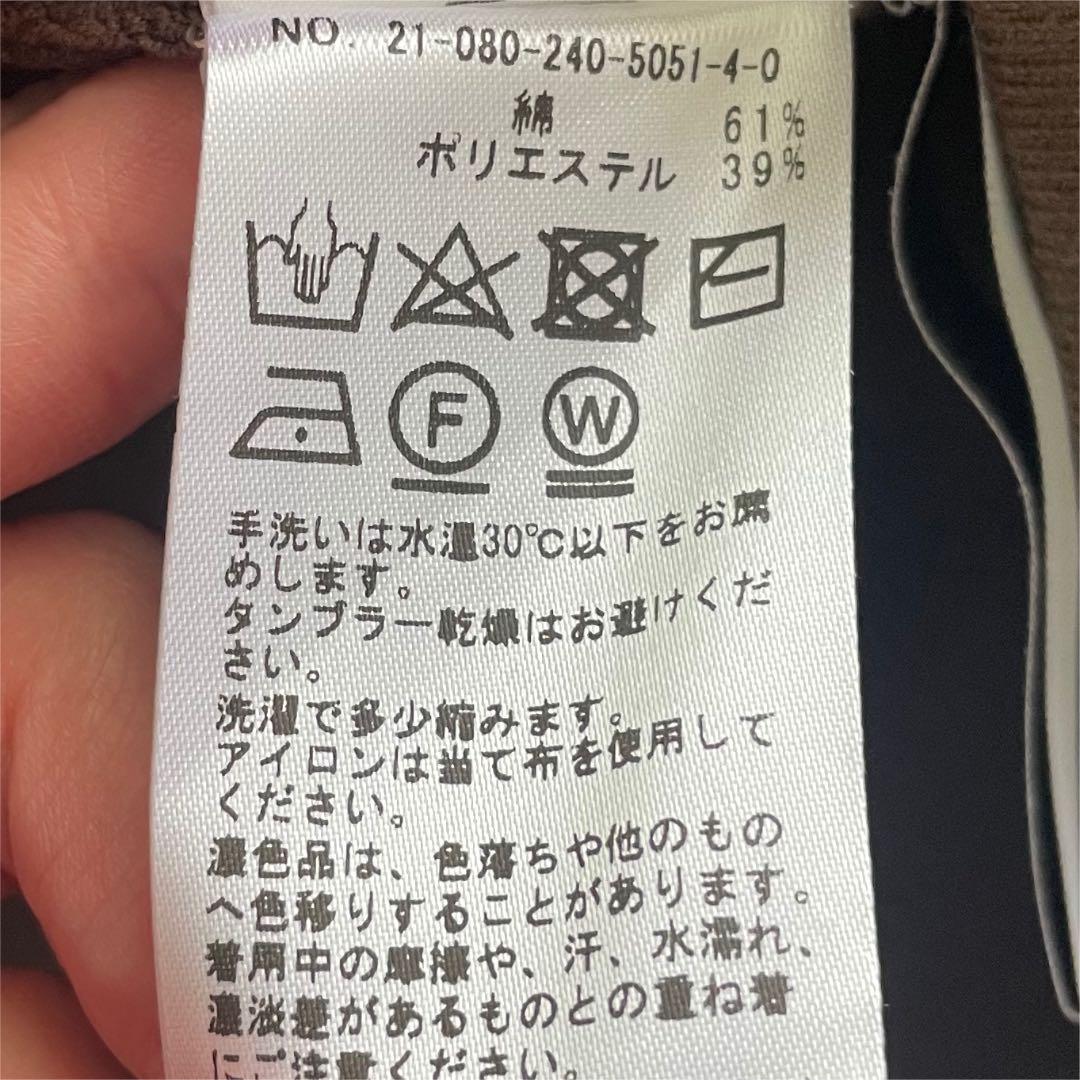 NO. 21-080-240-5051-4-0
綿 61%
ポリエステル 39%
F W
手洗いは水温30℃以下をお薦
めします。
タンブラー乾燥はお避けくだ
さい。
洗濯で多少縮みます。
アイロンは当て布を使用して
ください。
濃色品は、色落ちや他のもの
へ色移りすることがあります。
着用中の摩擦や、汗、水濡れ、
濃淡差があるものとの重ね着
にご注意ください。